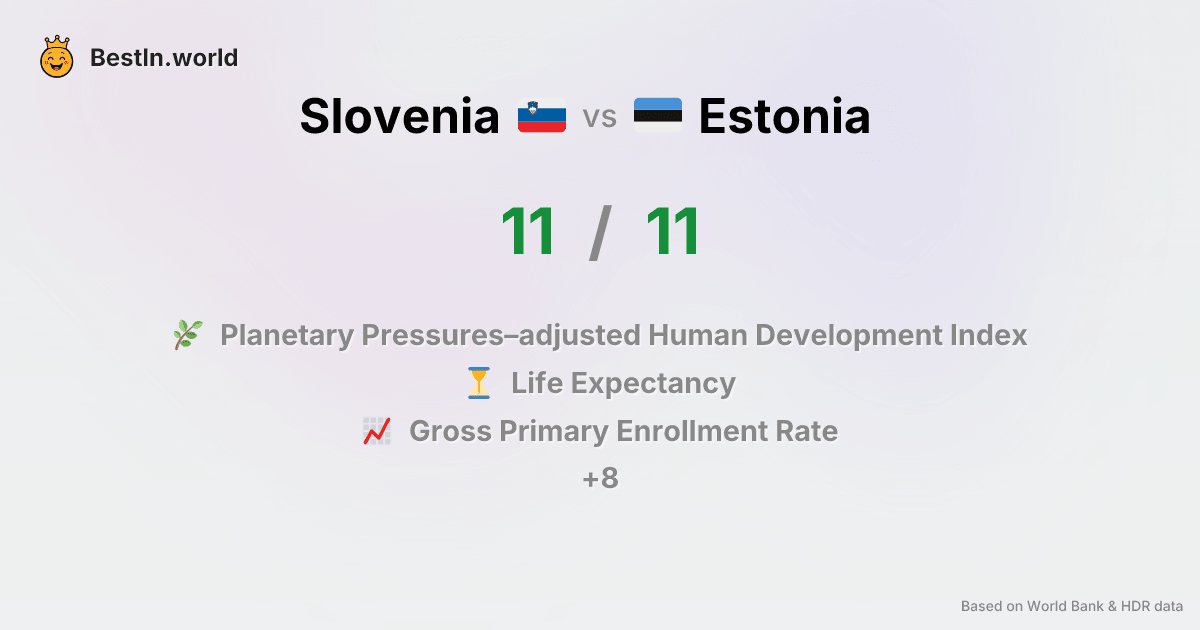 BestIn.world
Slovenia vs Estonia
11 / 11
Planetary Pressures–adjusted Human Development Index
Life Expectancy
Gross Primary Enrollment Rate
+8
Based on World Bank & HDR data